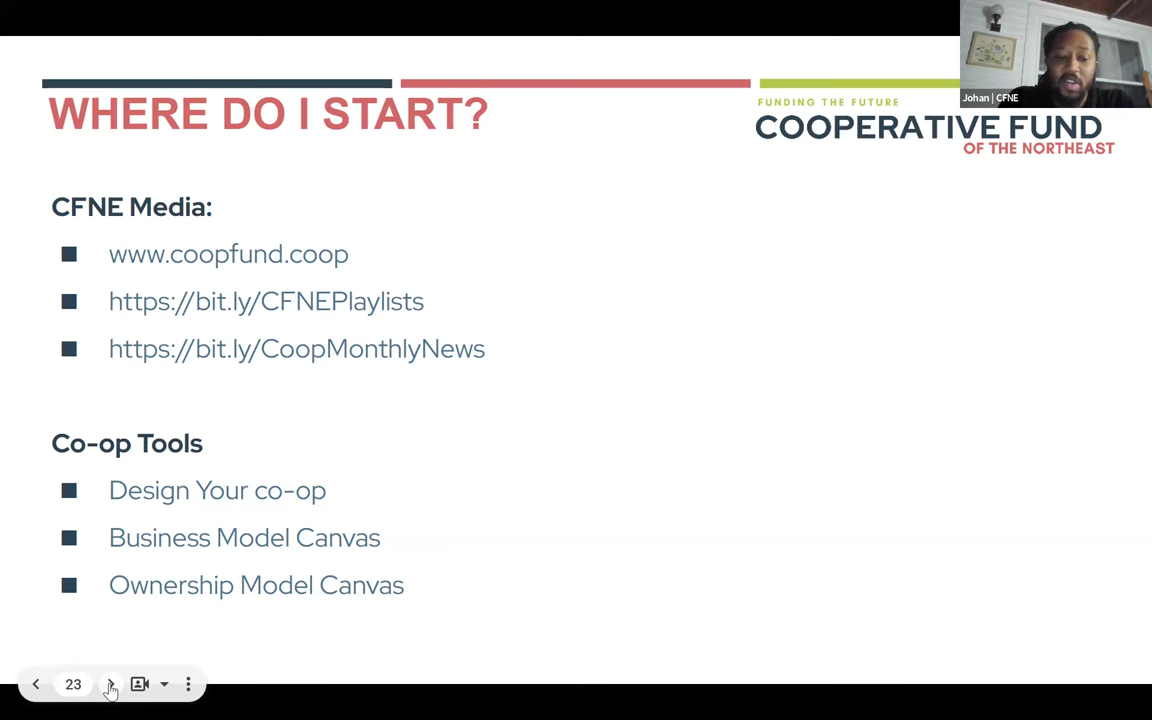 Johan | CFNE
WHERE DO I START?
FUNDING THE FUTURE
COOPERATIVE FUND
OF THE NORTHEAST
CFNE Media:
www.coopfund.coop
https://bit.ly/CFNEPlaylists
https://bit.ly/CoopMonthlyNews
Co-op Tools
Design Your co-op
Business Model Canvas
Ownership Model Canvas
23